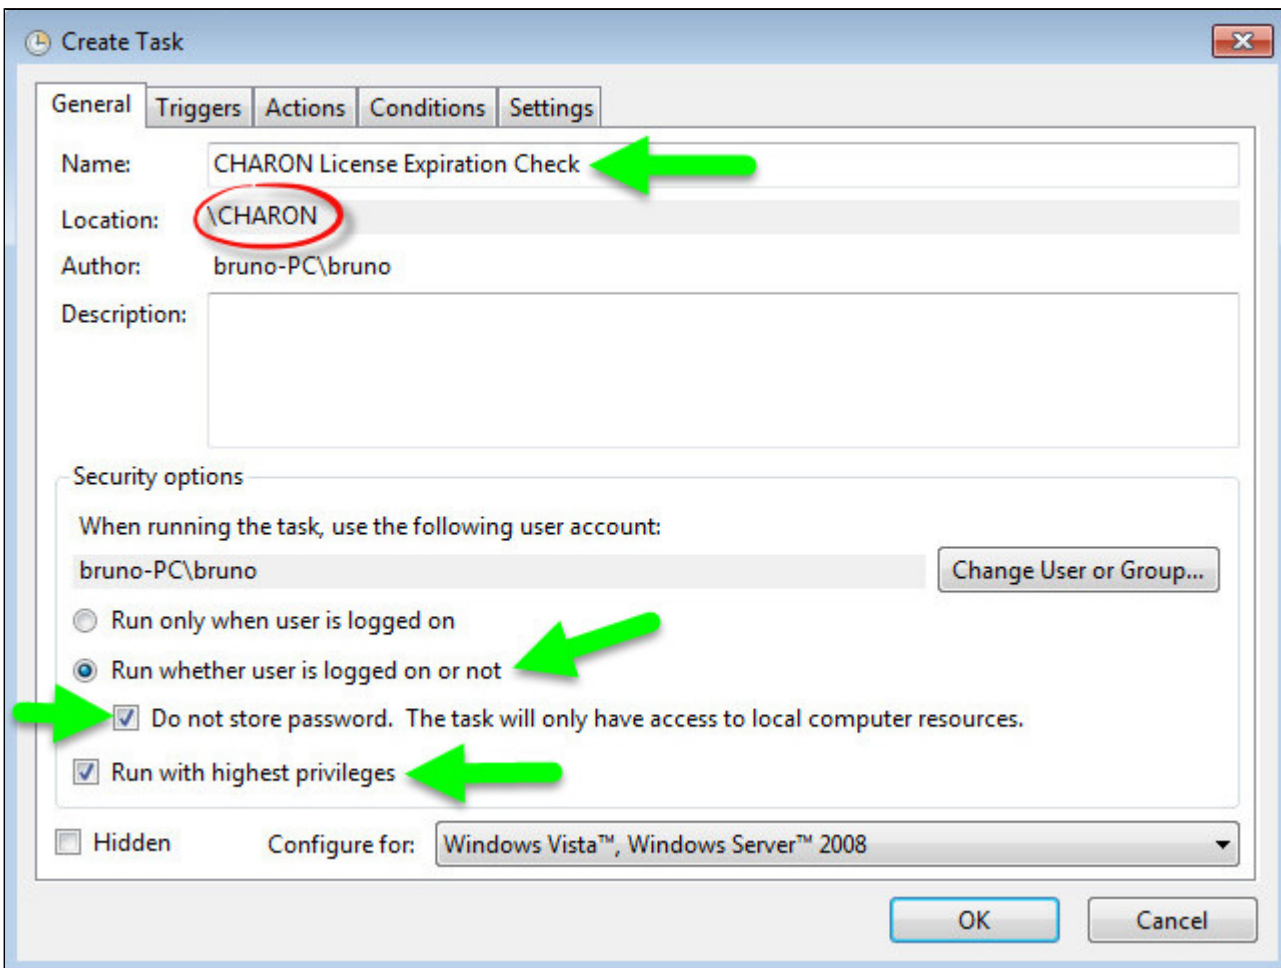 Create Task
General Triggers Actions Conditions Settings
Name: CHARON License Expiration Check
Location: \CHARON
Author: bruno-PC\bruno
Description:
Security options
When running the task, use the following user account:
bruno-PC\bruno Change User or Group...
Run only when user is logged on
Run whether user is logged on or not
Do not store password. The task will only have access to local computer resources.
Run with highest privileges
Hidden Configure for: Windows Vista™, Windows Server™ 2008
OK Cancel